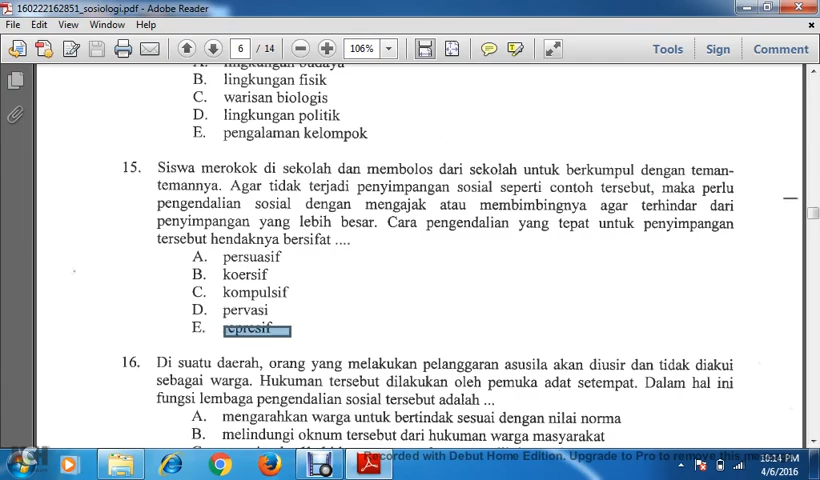 160222162851_sosiologi.pdf - Adobe Reader
File Edit View Window Help
6 / 14 106% Tools Sign Comment
A. lingkungan budaya
B. lingkungan fisik
C. warisan biologis
D. lingkungan politik
E. pengalaman kelompok
15. Siswa merokok di sekolah dan membolos dari sekolah untuk berkumpul dengan teman-
temannya. Agar tidak terjadi penyimpangan sosial seperti contoh tersebut, maka perlu
pengendalian sosial dengan mengajak atau membimbingnya agar terhindar dari
penyimpangan yang lebih besar. Cara pengendalian yang tepat untuk penyimpangan
tersebut hendaknya bersifat ....
A. persuasif
B. koersif
C. kompulsif
D. pervasi
E. represif
16. Di suatu daerah, orang yang melakukan pelanggaran asusila akan diusir dan tidak diakui
sebagai warga. Hukuman tersebut dilakukan oleh pemuka adat setempat. Dalam hal ini
fungsi lembaga pengendalian sosial tersebut adalah ...
A. mengarahkan warga untuk bertindak sesuai dengan nilai norma
B. melindungi oknum tersebut dari hukuman warga masyarakat
Recorded with Debut Home Edition. Upgrade to Pro to remove this
10:14 PM
4/6/2016